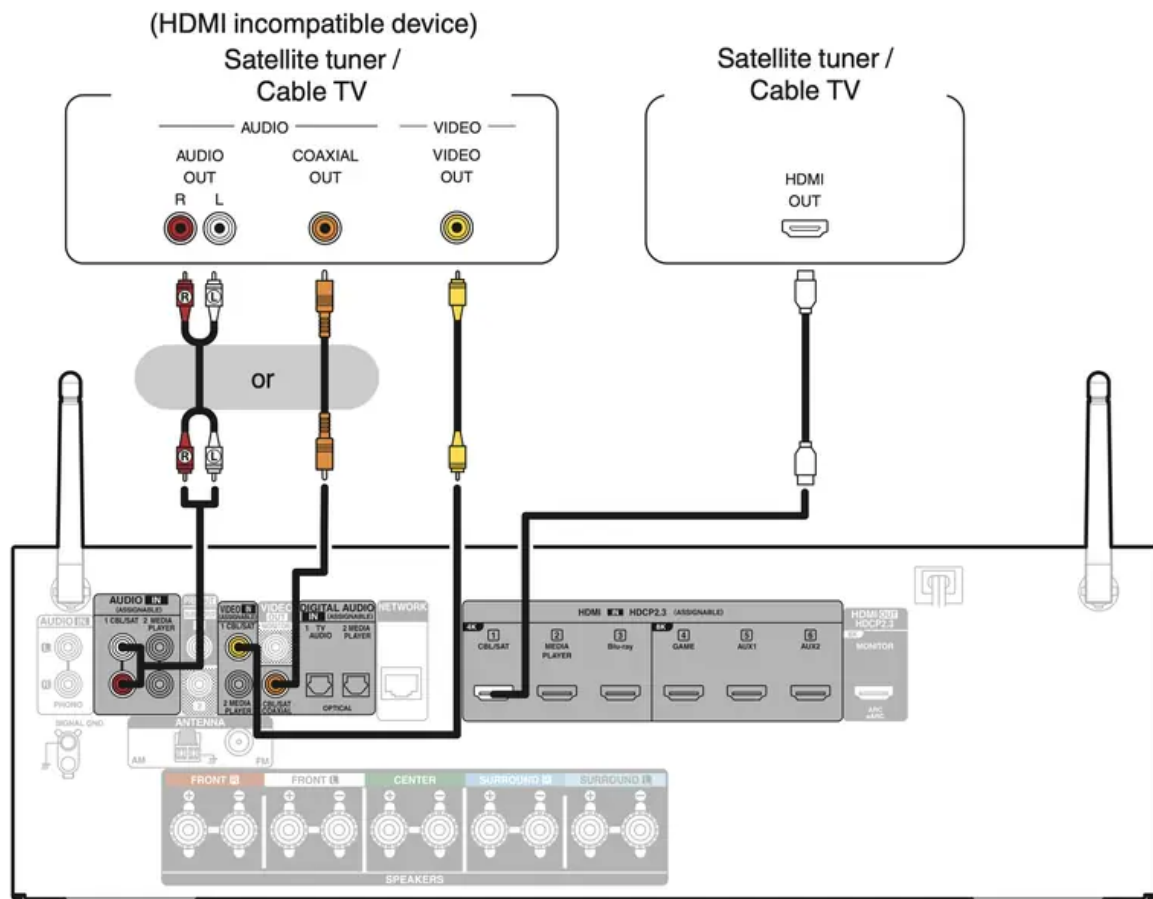 (HDMI incompatible device)
Satellite tuner /
Cable TV
Satellite tuner /
Cable TV
AUDIO
VIDEO
AUDIO
OUT
COAXIAL
OUT
VIDEO
OUT
R L
HDMI
OUT
R L
or
R L
AUDIO IN
(ASSIGNABLE)
1 CBL/SAT 2 MEDIA
PLAYER
AUDIO IN
L
R
PHONO
SIGNAL GND
VIDEO IN
(ASSIGNABLE)
1 CBL/SAT
2 MEDIA
PLAYER
VIDEO
OUT
MONITOR
DIGITAL AUDIO
IN (ASSIGNABLE)
1 TV
AUDIO
2 MEDIA
PLAYER
CBL/SAT
COAXIAL
OPTICAL
NETWORK
ANTENNA
AM
FM
HDMI IN HDCP2.3 (ASSIGNABLE)
4K
1
CBL/SAT
2
MEDIA
PLAYER
3
Blu-ray
8K
4
GAME
5
AUX1
6
AUX2
HDMI OUT
HDCP2.3
8K
MONITOR
ARC
eARC
FRONT R
FRONT L
CENTER
SURROUND R
SURROUND L
+ − + − + − + − + −
SPEAKERS